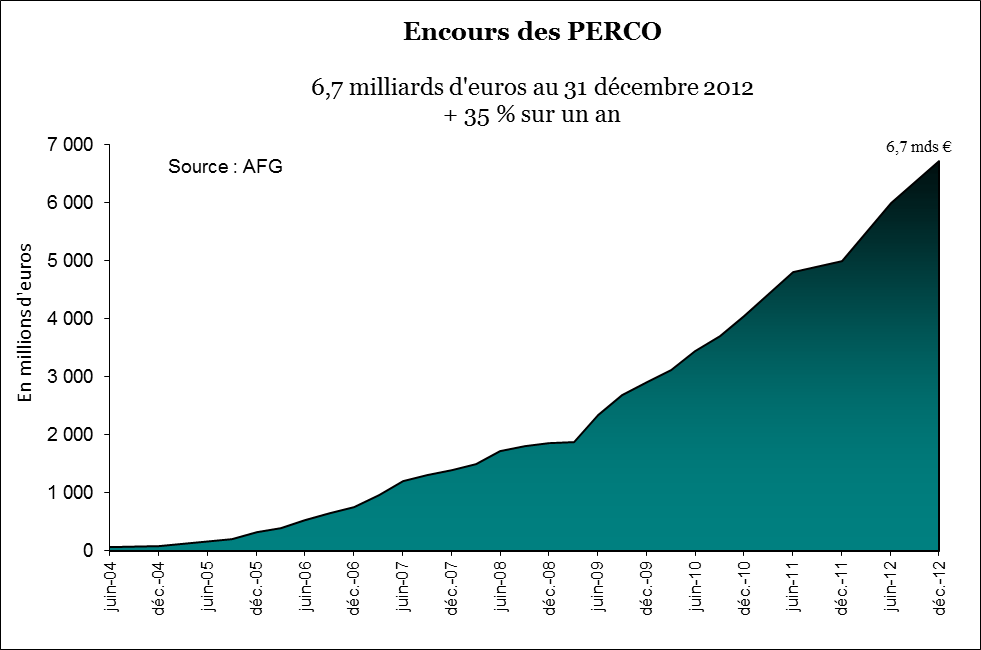 Encours des PERCO
6,7 milliards d'euros au 31 décembre 2012
+ 35 % sur un an
6,7 mds €
Source : AFG
En millions d'euros
7 000
6 000
5 000
4 000
3 000
2 000
1 000
0
juin-04
déc.-04
juin-05
déc.-05
juin-06
déc.-06
juin-07
déc.-07
juin-08
déc.-08
juin-09
déc.-09
juin-10
déc.-10
juin-11
déc.-11
juin-12
déc.-12